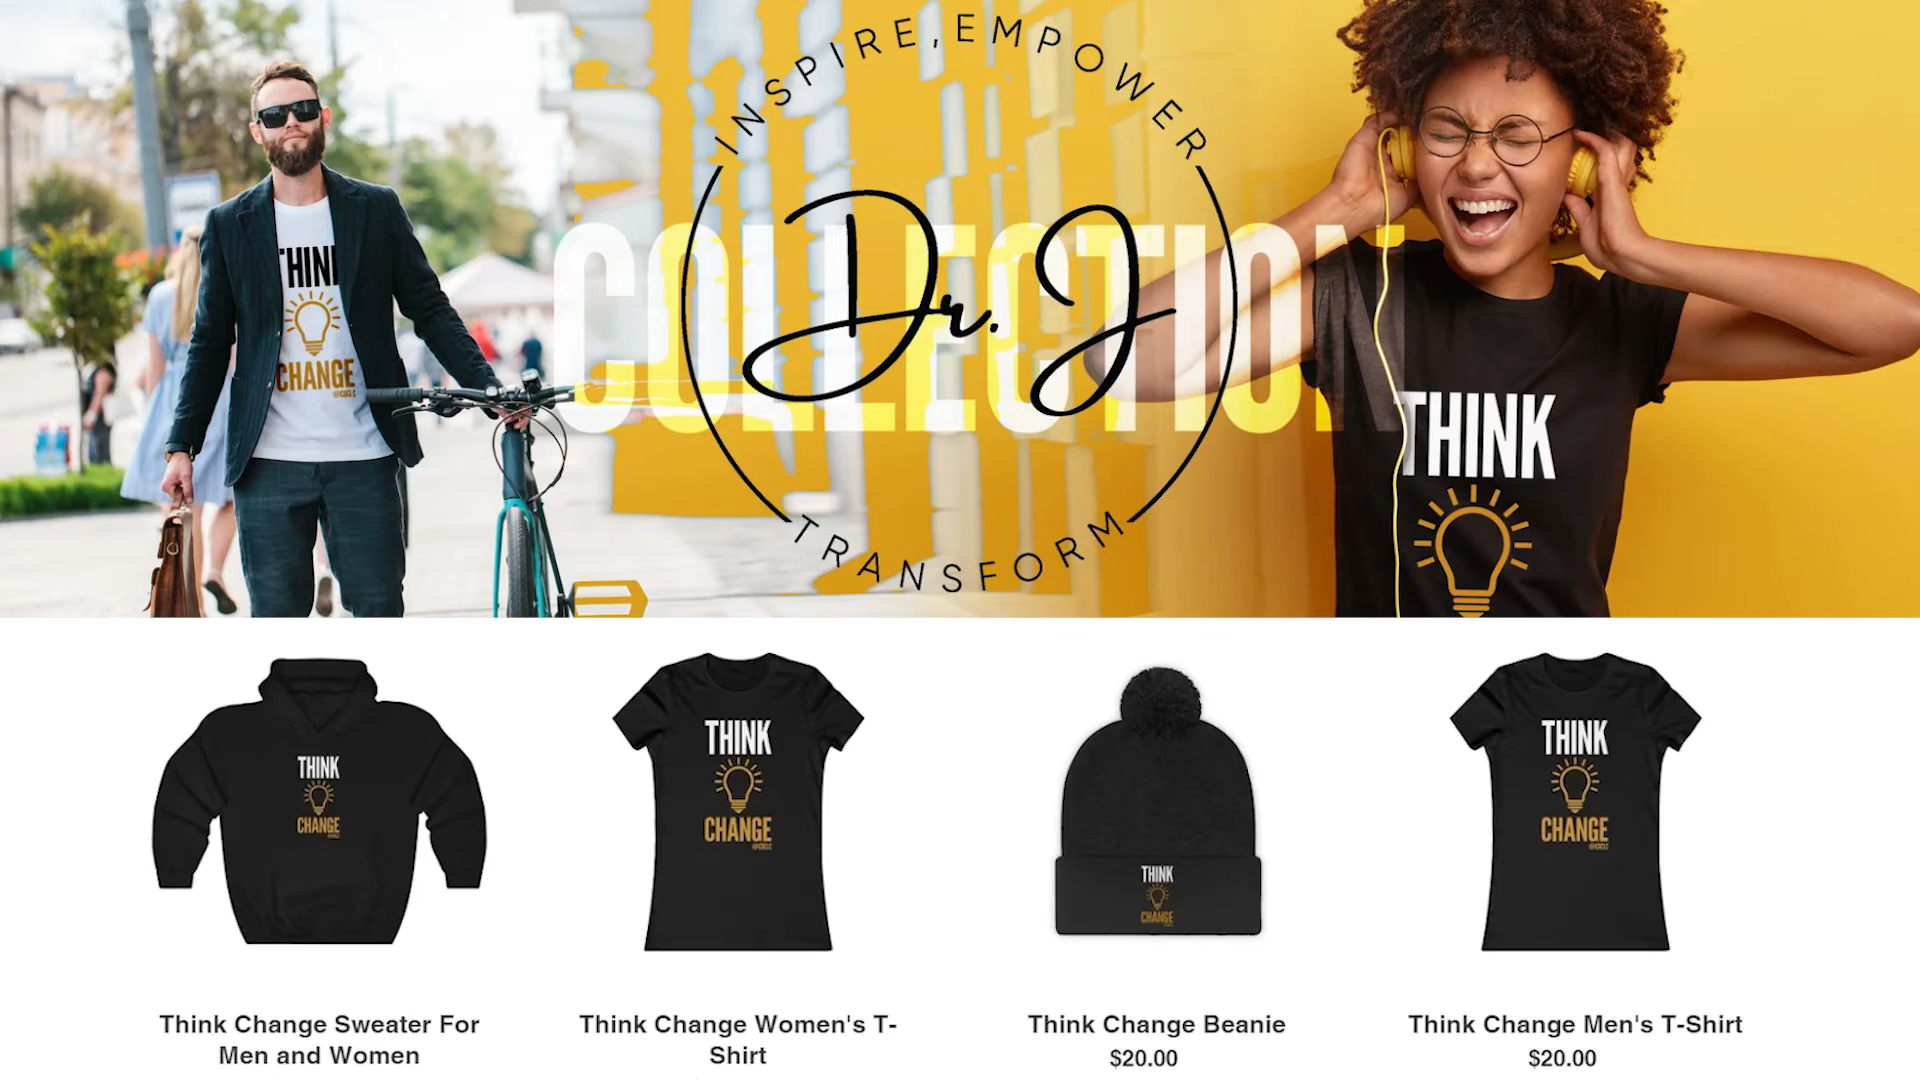 INSPIRE, EMPOWER
COLLECTION
Dr. J
TRANSFORM
THINK
CHANGE
THINK
THINK
CHANGE
THINK
CHANGE
THINK
CHANGE
THINK
CHANGE
Think Change Sweater For
Men and Women
Think Change Women's T-
Shirt
Think Change Beanie
$20.00
Think Change Men's T-Shirt
$20.00